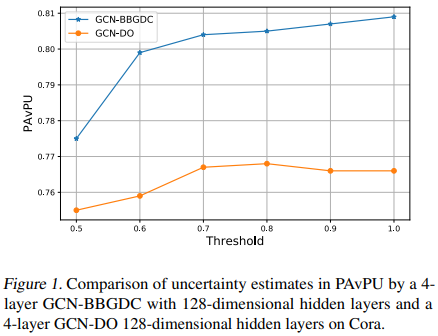 GCN-BBGDC
GCN-DO
0.81
0.80
0.79
0.78
0.77
0.76
PAvPU
0.5 0.6 0.7 0.8 0.9 1.0
Threshold
Figure 1. Comparison of uncertainty estimates in PAvPU by a 4-
layer GCN-BBGDC with 128-dimensional hidden layers and a
4-layer GCN-DO 128-dimensional hidden layers on Cora.